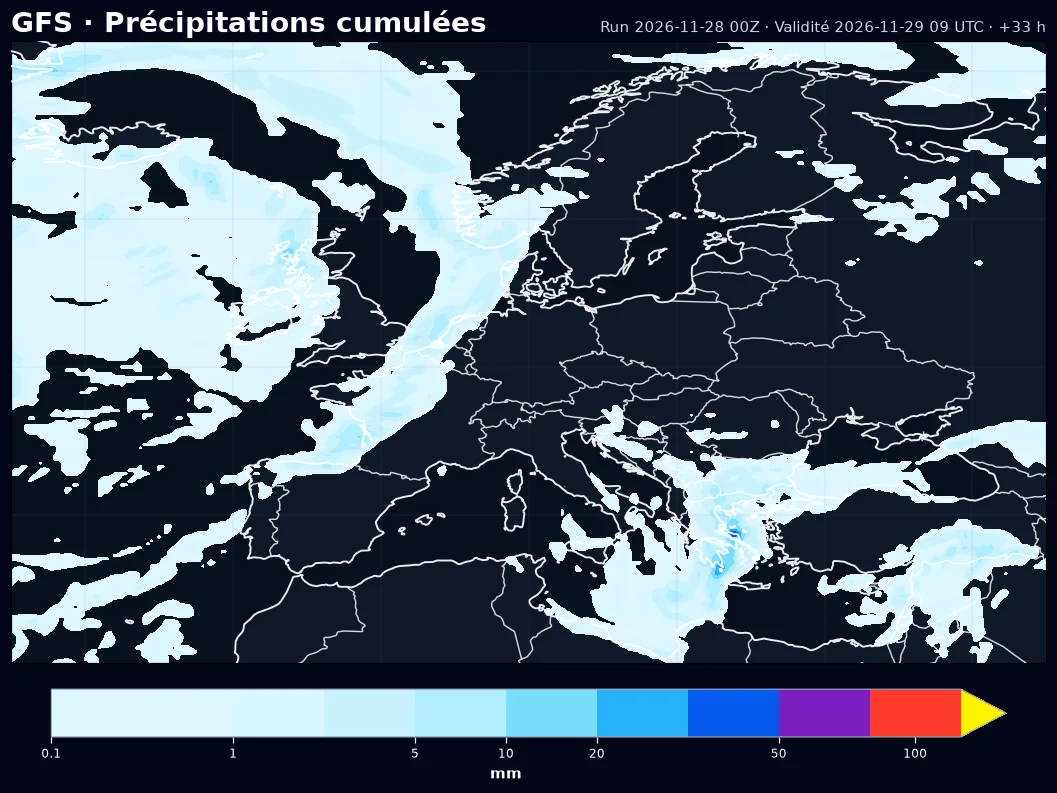 GFS · Précipitations cumulées
Run 2026-11-28 00Z · Validité 2026-11-29 09 UTC · +33 h
0.1 1 5 10 20 50 100
mm